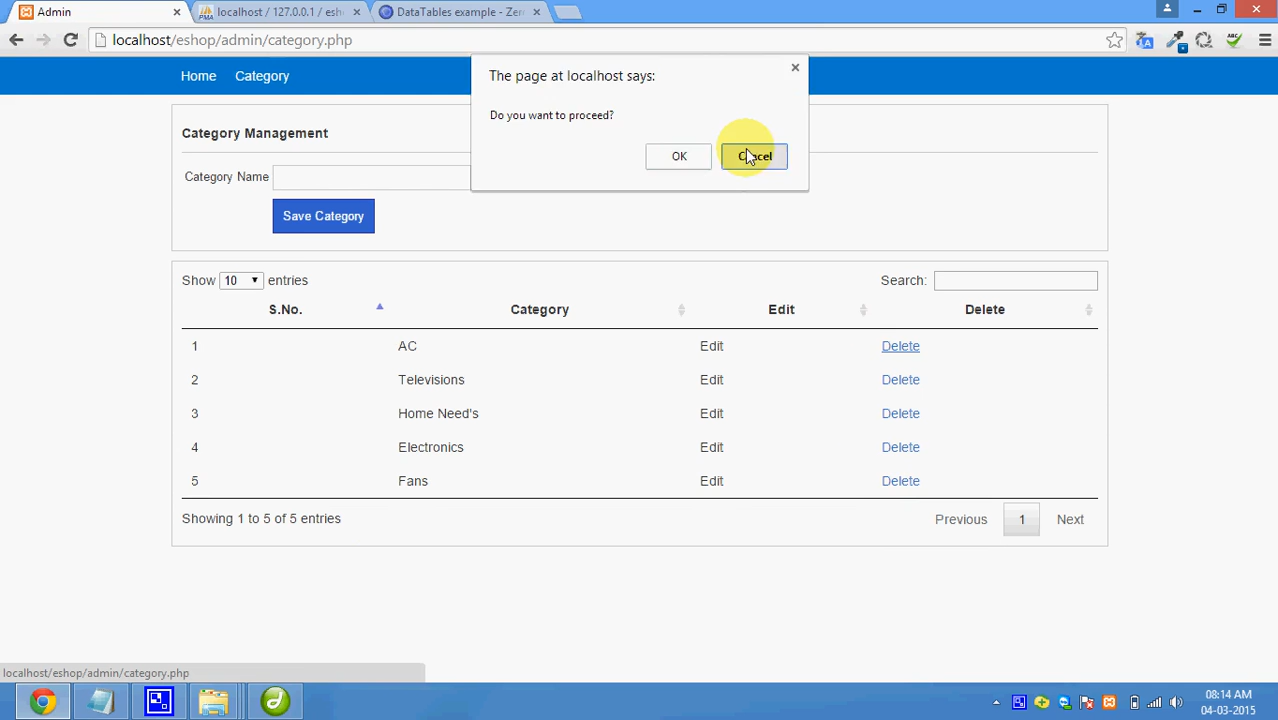 Admin
localhost / 127.0.0.1 / esh
DataTables example - Zer
localhost/eshop/admin/category.php
Home
Category
The page at localhost says:
Do you want to proceed?
OK
Cancel
Category Management
Category Name
Save Category
Show 10 entries
Search:
S.No. Category Edit Delete
1 AC Edit Delete
2 Televisions Edit Delete
3 Home Need's Edit Delete
4 Electronics Edit Delete
5 Fans Edit Delete
Showing 1 to 5 of 5 entries
Previous 1 Next
localhost/eshop/admin/category.php
08:14 AM
04-03-2015